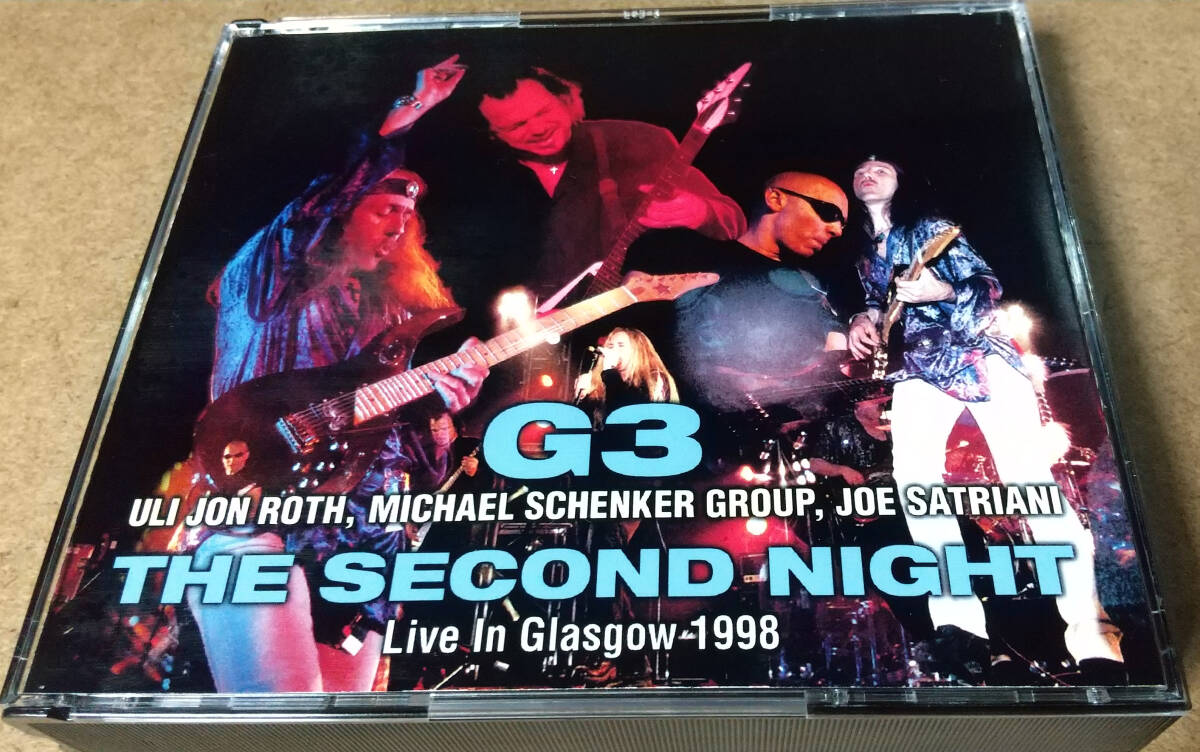 G3
ULI JON ROTH, MICHAEL SCHENKER GROUP, JOE SATRIANI
THE SECOND NIGHT
Live In Glasgow 1998